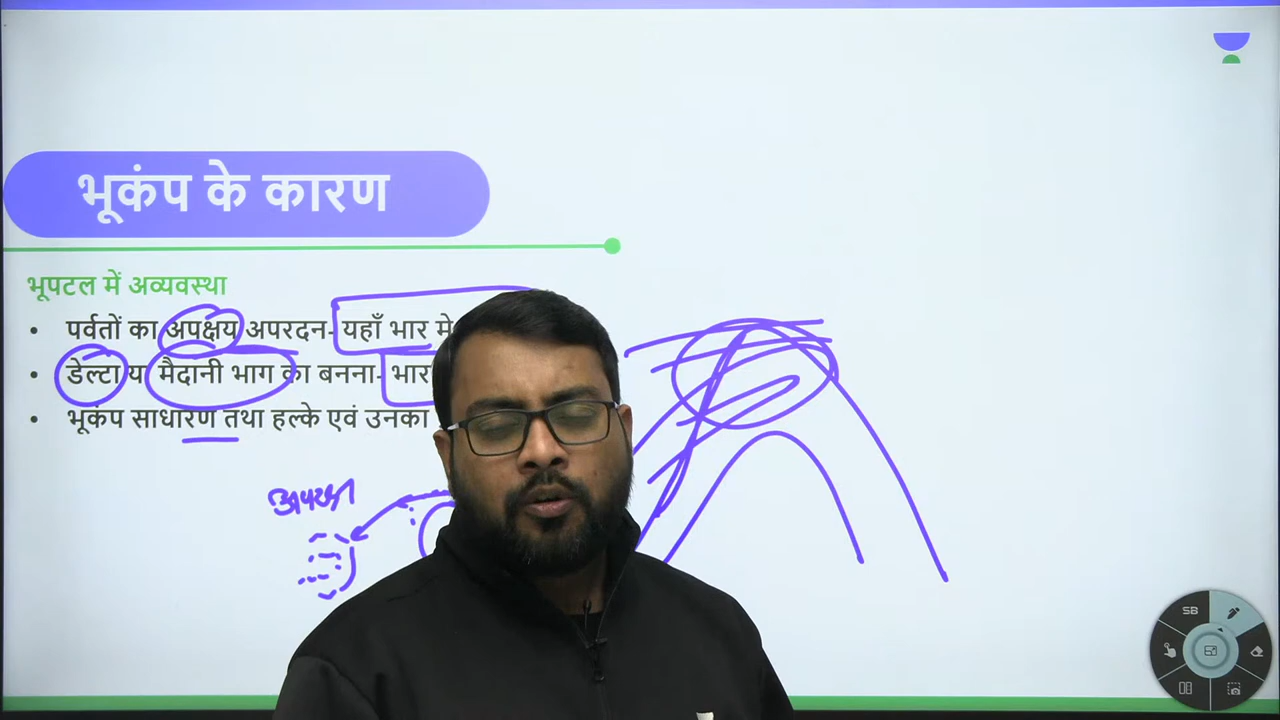 भूकंप के कारण
भूपटल में अव्यवस्था
• पर्वतों का अपक्षय अपरदन- यहाँ भार मे
• डेल्टा या मैदानी भाग का बनना- भार
• भूकंप साधारण तथा हल्के एवं उनका
SB